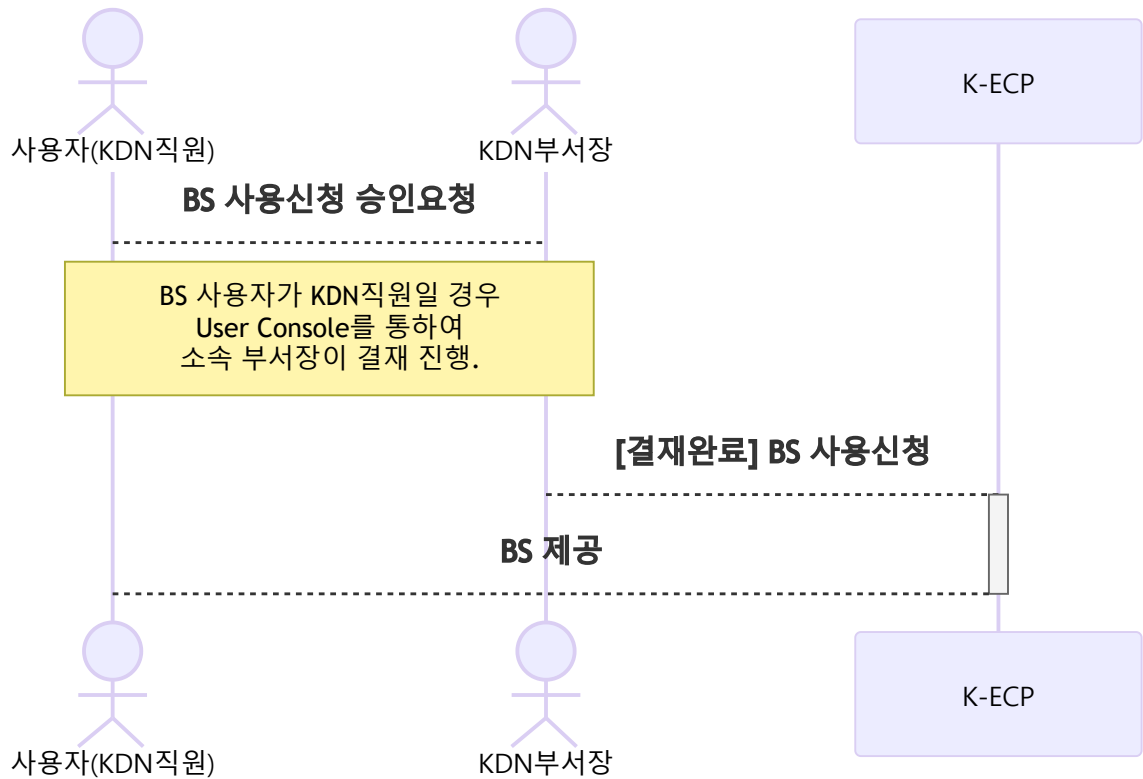 K-ECP
사용자(KDN직원)
KDN부서장
BS 사용신청 승인요청
BS 사용자가 KDN직원일 경우
User Console를 통하여
소속 부서장이 결재 진행.
[결재완료] BS 사용신청
BS 제공
K-ECP
사용자(KDN직원)
KDN부서장